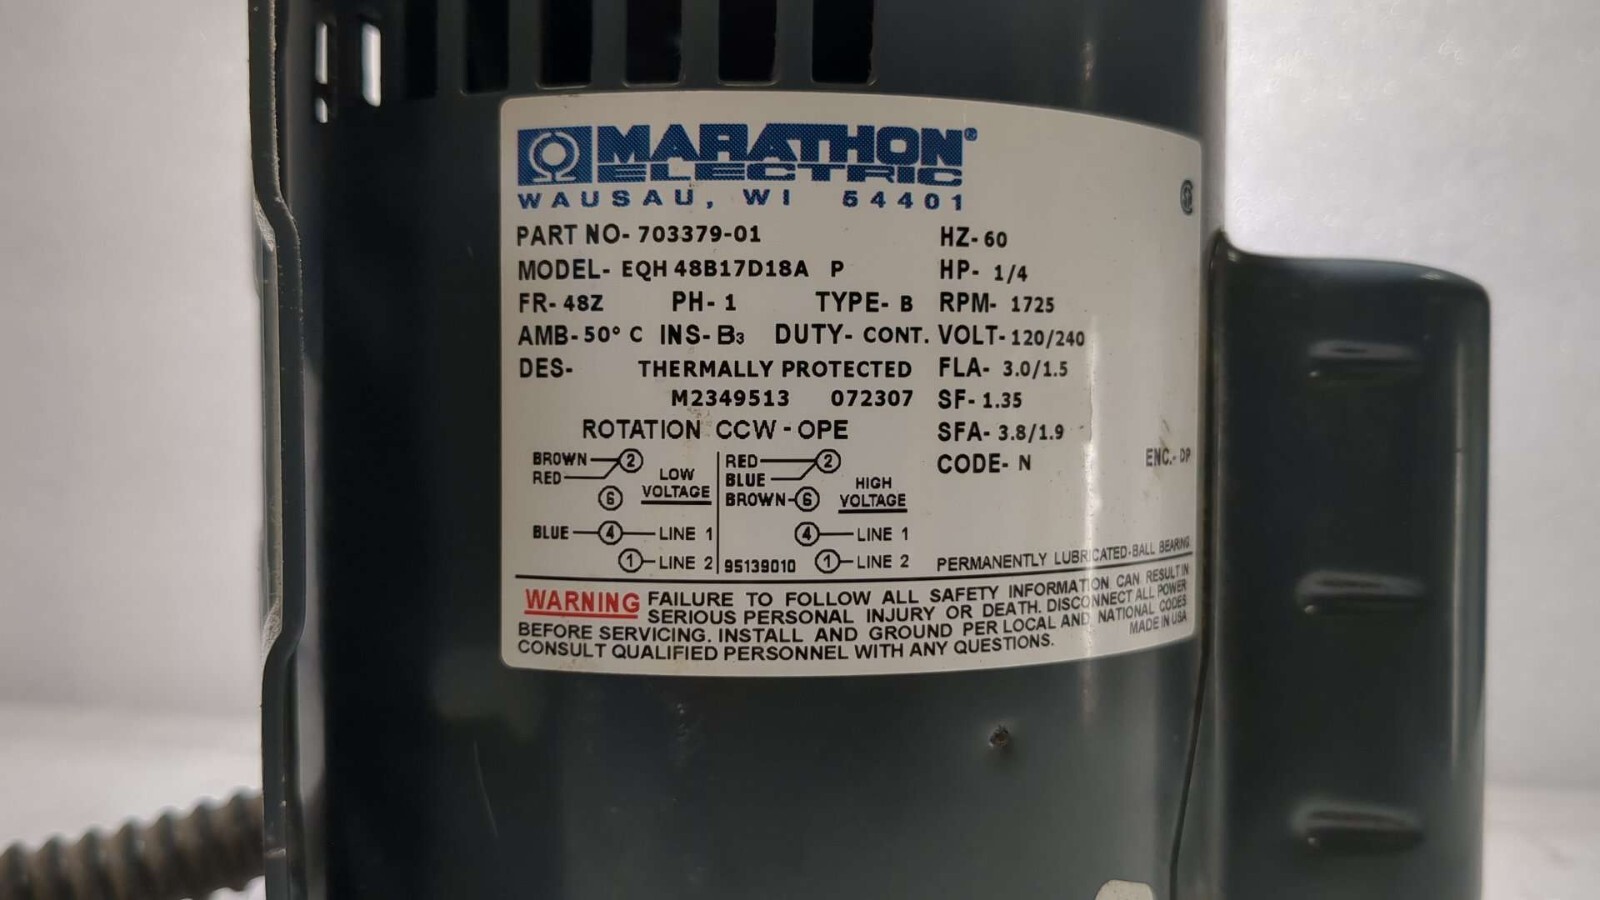 MARATHON®
ELECTRIC
WAUSAU, WI 54401
PART NO- 703379-01 HZ- 60
MODEL- EQH 48B17D18A P HP- 1/4
FR- 48Z PH- 1 TYPE- B RPM- 1725
AMB- 50° C INS- B3 DUTY- CONT. VOLT- 120/240
DES- THERMALLY PROTECTED FLA- 3.0/1.5
M2349513 072307 SF- 1.35
ROTATION CCW - OPE SFA- 3.8/1.9
CODE- N ENC.- DP
BROWN 2
RED
LOW
VOLTAGE
6
BLUE 4 LINE 1
1 LINE 2
RED 2
BLUE
BROWN 6
HIGH
VOLTAGE
4 LINE 1
95139010 1 LINE 2
PERMANENTLY LUBRICATED-BALL BEARING
WARNING FAILURE TO FOLLOW ALL SAFETY INFORMATION CAN RESULT IN
SERIOUS PERSONAL INJURY OR DEATH. DISCONNECT ALL POWER
BEFORE SERVICING. INSTALL AND GROUND PER LOCAL AND NATIONAL CODES
CONSULT QUALIFIED PERSONNEL WITH ANY QUESTIONS. MADE IN USA